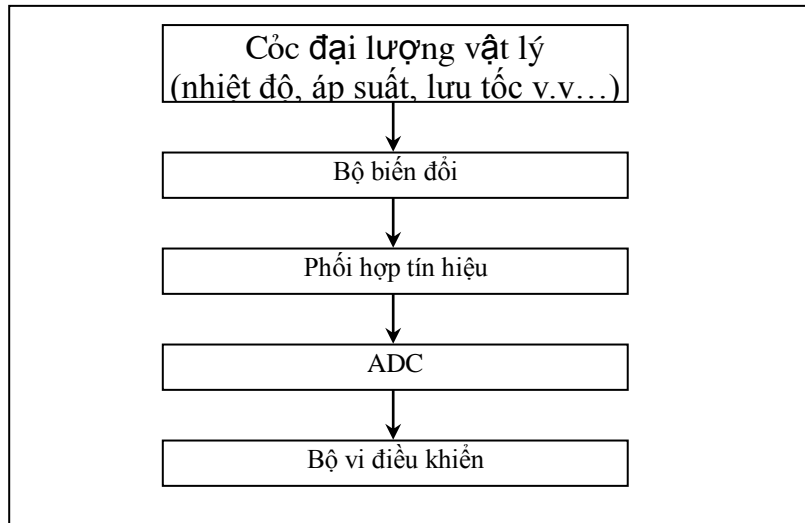 Cỏc đại lượng vật lý
(nhiệt độ, áp suất, lưu tốc v.v…)
Bộ biến đổi
Phối hợp tín hiệu
ADC
Bộ vi điều khiển